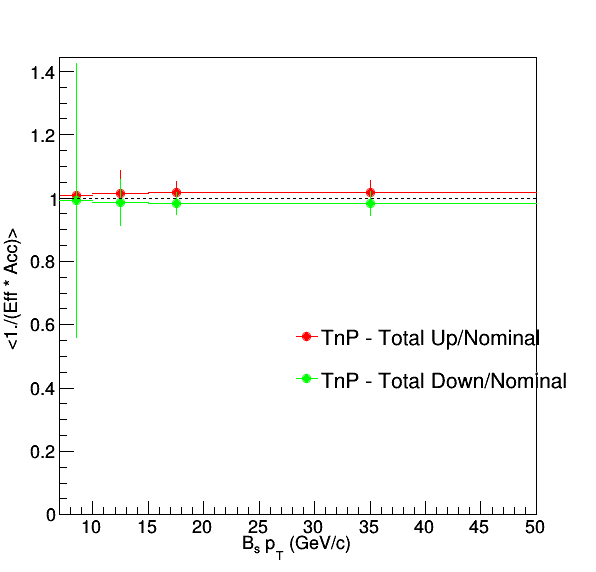 <1./(Eff * Acc)>
1.4
1.2
1
0.8
0.6
0.4
0.2
0
TnP - Total Up/Nominal
TnP - Total Down/Nominal
10 15 20 25 30 35 40 45 50
Bs pT (GeV/c)